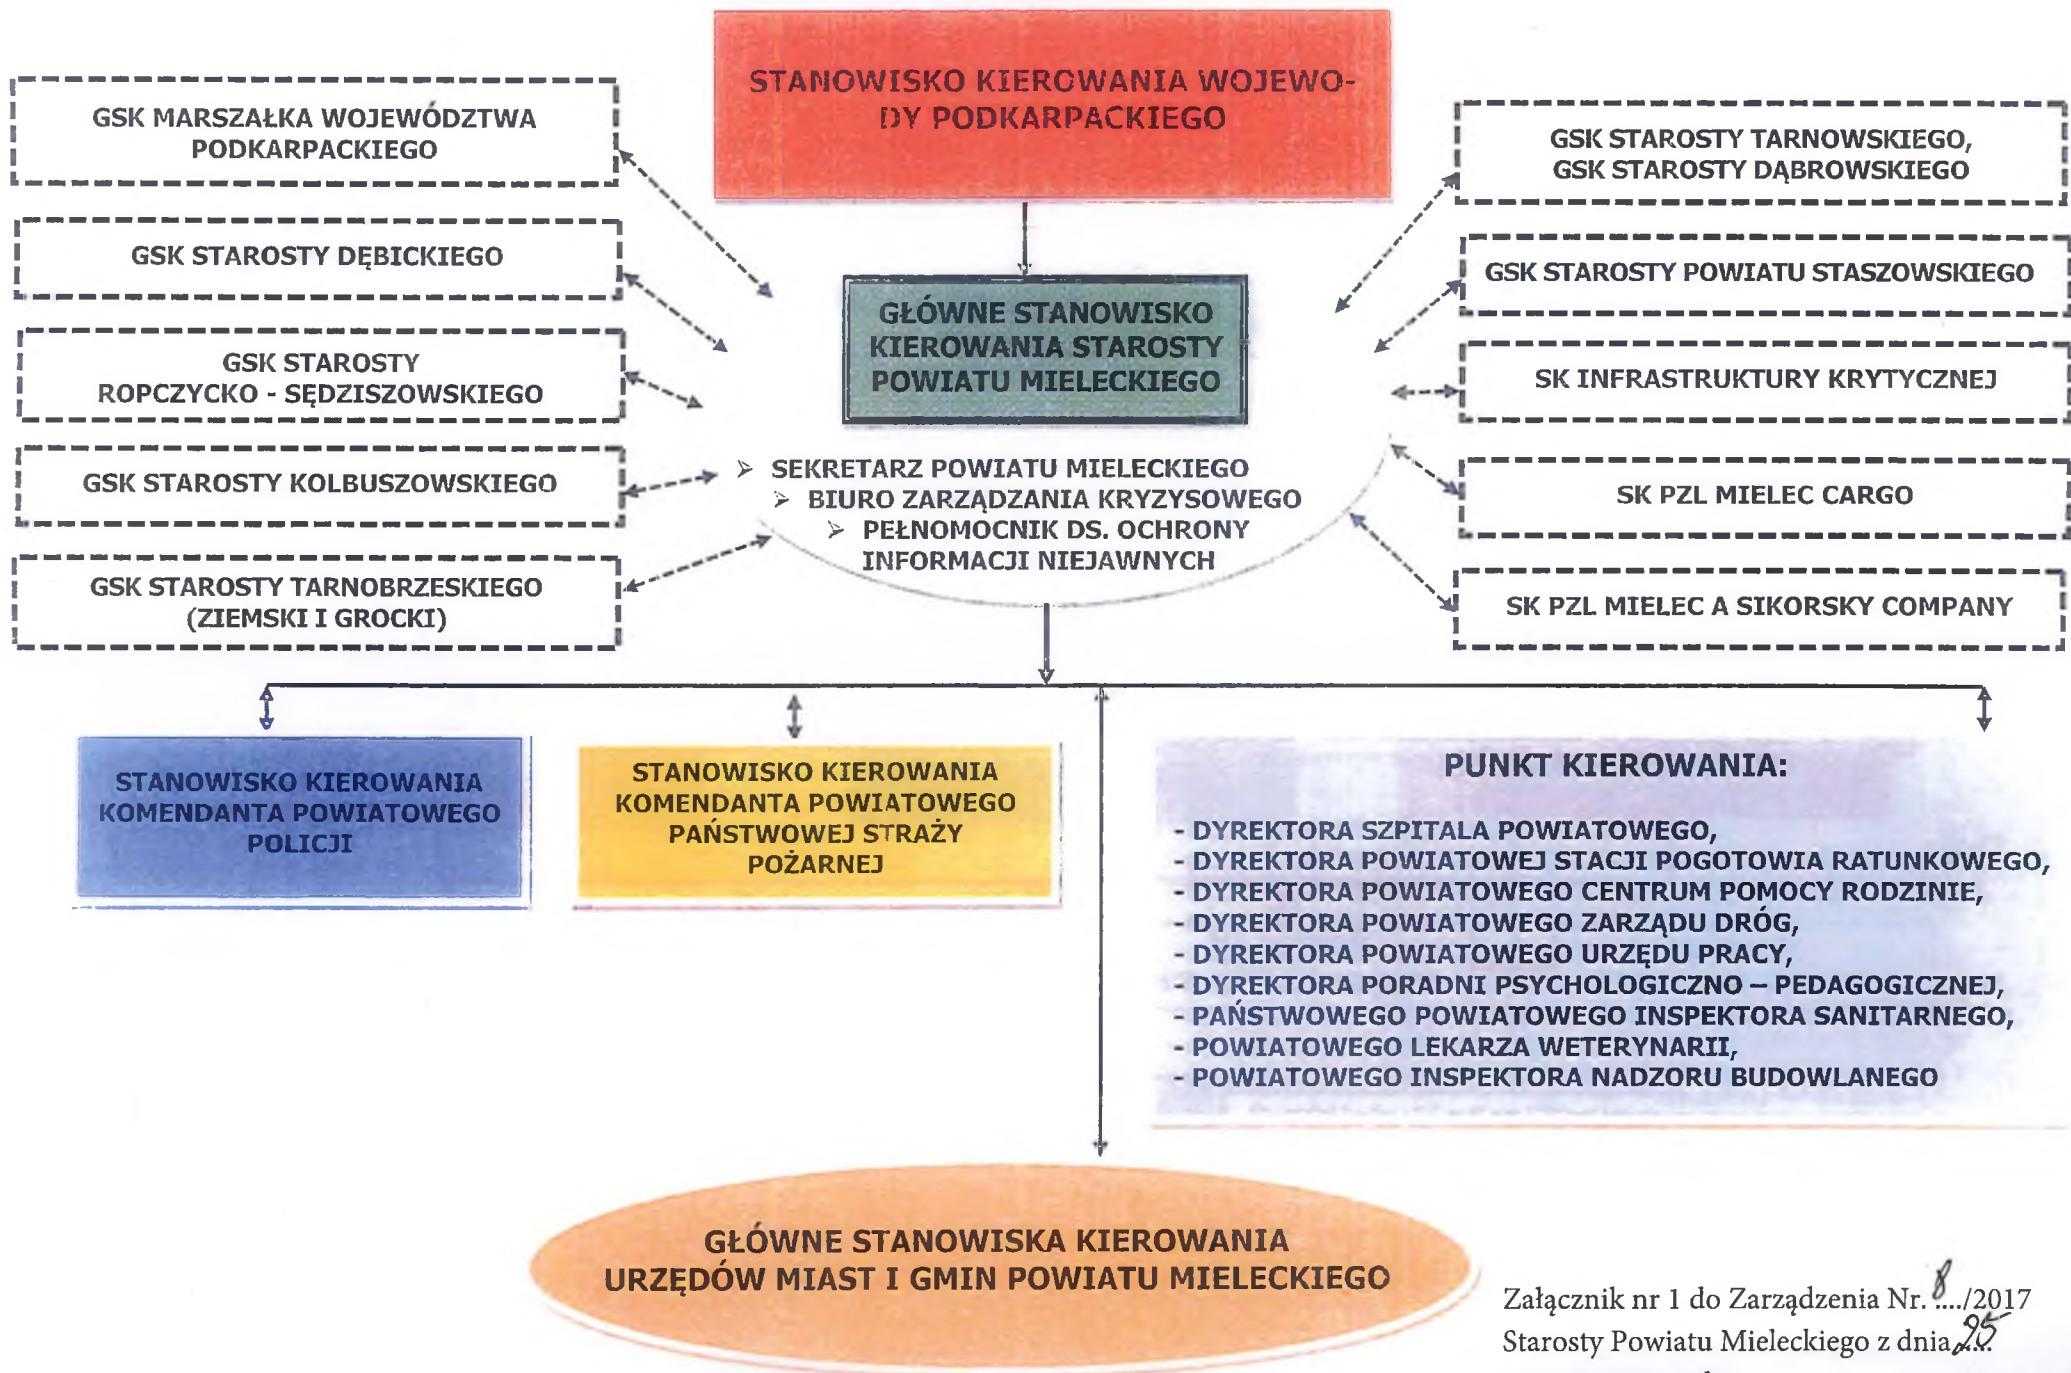 STANOWISKO KIEROWANIA WOJEWO-
DY PODKARPACKIEGO
GSK MARSZAŁKA WOJEWÓDZTWA
PODKARPACKIEGO
GSK STAROSTY DĘBICKIEGO
GSK STAROSTY
ROPCZYCKO - SĘDZISZOWSKIEGO
GSK STAROSTY KOLBUSZOWSKIEGO
GSK STAROSTY TARNOBRZESKIEGO
(ZIEMSKI I GROCKI)
GŁÓWNE STANOWISKO
KIEROWANIA STAROSTY
POWIATU MIELECKIEGO
➢ SEKRETARZ POWIATU MIELECKIEGO
➢ BIURO ZARZĄDZANIA KRYZYSOWEGO
➢ PEŁNOMOCNIK DS. OCHRONY
INFORMACJI NIEJAWNYCH
GSK STAROSTY TARNOWSKIEGO,
GSK STAROSTY DĄBROWSKIEGO
GSK STAROSTY POWIATU STASZOWSKIEGO
SK INFRASTRUKTURY KRYTYCZNEJ
SK PZL MIELEC CARGO
SK PZL MIELEC A SIKORSKY COMPANY
STANOWISKO KIEROWANIA
KOMENDANTA POWIATOWEGO
POLICJI
STANOWISKO KIEROWANIA
KOMENDANTA POWIATOWEGO
PAŃSTWOWEJ STRAŻY
POŻARNEJ
PUNKT KIEROWANIA:
- DYREKTORA SZPITALA POWIATOWEGO,
- DYREKTORA POWIATOWEJ STACJI POGOTOWIA RATUNKOWEGO,
- DYREKTORA POWIATOWEGO CENTRUM POMOCY RODZINIE,
- DYREKTORA POWIATOWEGO ZARZĄDU DRÓG,
- DYREKTORA POWIATOWEGO URZĘDU PRACY,
- DYREKTORA PORADNI PSYCHOLOGICZNO – PEDAGOGICZNEJ,
- PAŃSTWOWEGO POWIATOWEGO INSPEKTORA SANITARNEGO,
- POWIATOWEGO LEKARZA WETERYNARII,
- POWIATOWEGO INSPEKTORA NADZORU BUDOWLANEGO
GŁÓWNE STANOWISKA KIEROWANIA
URZĘDÓW MIAST I GMIN POWIATU MIELECKIEGO
Załącznik nr 1 do Zarządzenia Nr. 8..../2017
Starosty Powiatu Mieleckiego z dnia 25....